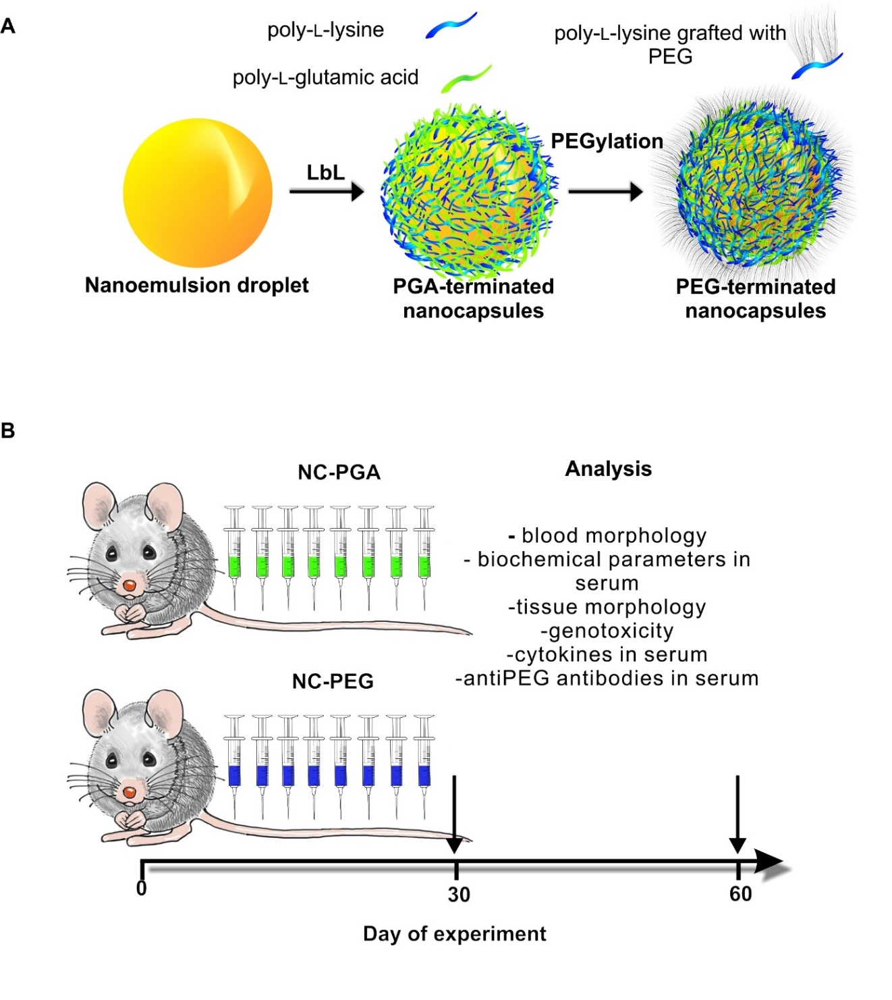 A
poly-L-lysine
poly-L-glutamic acid
poly-L-lysine grafted with
PEG
LbL
PEGylation
Nanoemulsion droplet
PGA-terminated
nanocapsules
PEG-terminated
nanocapsules
B
NC-PGA
Analysis
- blood morphology
- biochemical parameters in
serum
-tissue morphology
-genotoxicity
-cytokines in serum
-antiPEG antibodies in serum
NC-PEG
0
30
60
Day of experiment